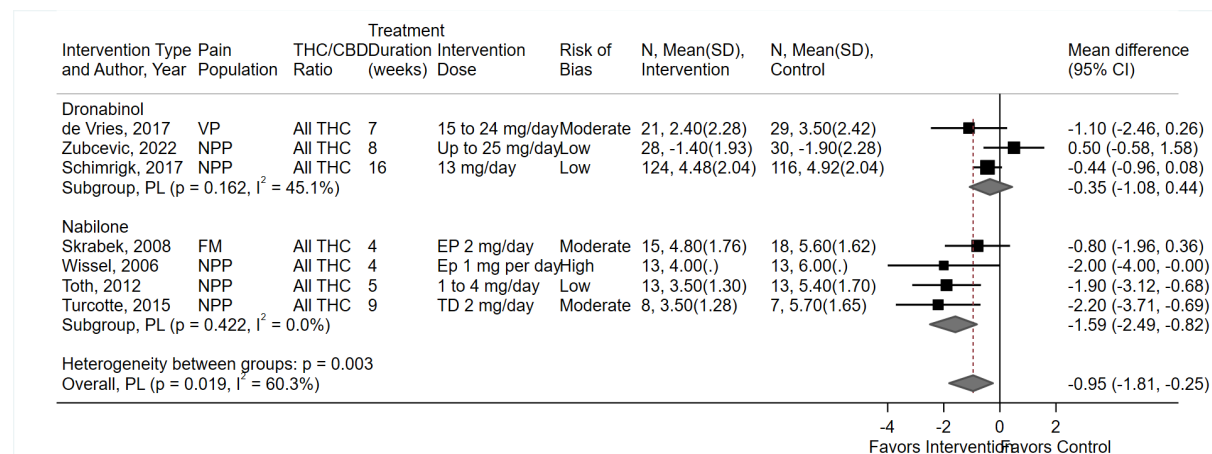 Treatment
Intervention Type Pain THC/CBD Duration Intervention Risk of N, Mean(SD), N, Mean(SD), Mean difference
and Author, Year Population Ratio (weeks) Dose Bias Intervention Control (95% CI)
Dronabinol
de Vries, 2017 VP All THC 7 15 to 24 mg/day Moderate 21, 2.40(2.28) 29, 3.50(2.42) -1.10 (-2.46, 0.26)
Zubcevic, 2022 NPP All THC 8 Up to 25 mg/day Low 28, -1.40(1.93) 30, -1.90(2.28) 0.50 (-0.58, 1.58)
Schimrigk, 2017 NPP All THC 16 13 mg/day Low 124, 4.48(2.04) 116, 4.92(2.04) -0.44 (-0.96, 0.08)
Subgroup, PL (p = 0.162, I² = 45.1%) -0.35 (-1.08, 0.44)
Nabilone
Skrabek, 2008 FM All THC 4 EP 2 mg/day Moderate 15, 4.80(1.76) 18, 5.60(1.62) -0.80 (-1.96, 0.36)
Wissel, 2006 NPP All THC 4 Ep 1 mg per day High 13, 4.00(.) 13, 6.00(.) -2.00 (-4.00, -0.00)
Toth, 2012 NPP All THC 5 1 to 4 mg/day Low 13, 3.50(1.30) 13, 5.40(1.70) -1.90 (-3.12, -0.68)
Turcotte, 2015 NPP All THC 9 TD 2 mg/day Moderate 8, 3.50(1.28) 7, 5.70(1.65) -2.20 (-3.71, -0.69)
Subgroup, PL (p = 0.422, I² = 0.0%) -1.59 (-2.49, -0.82)
Heterogeneity between groups: p = 0.003
Overall, PL (p = 0.019, I² = 60.3%) -0.95 (-1.81, -0.25)
-4 -2 0 2
Favors Intervention Favors Control